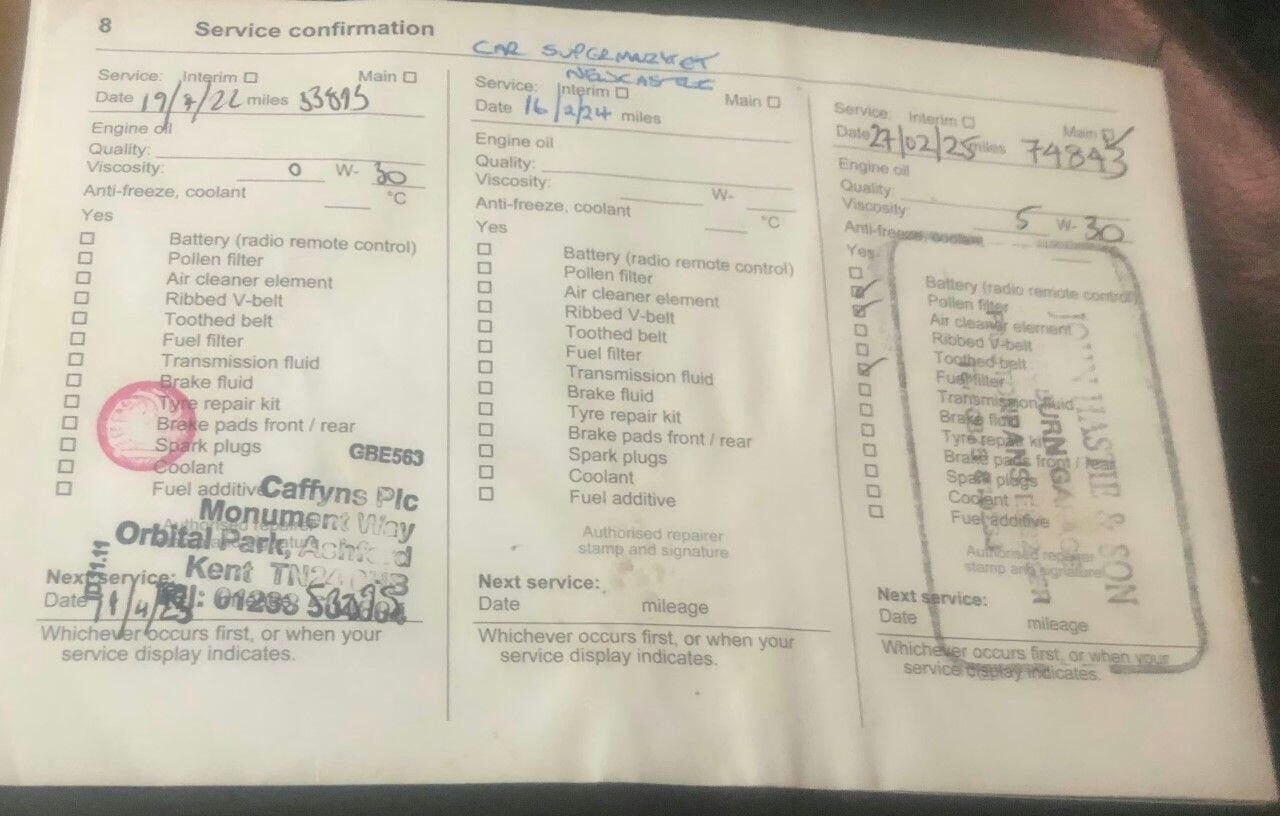 8 Service confirmation
CAR SUPERMARKET
NEWCASTLE
Service: Interim Main
Date 19/7/22 miles 53895
Engine oil
Quality:
Viscosity: 0 W- 30
Anti-freeze, coolant °C
Yes
Battery (radio remote control)
Pollen filter
Air cleaner element
Ribbed V-belt
Toothed belt
Fuel filter
Transmission fluid
Brake fluid
Tyre repair kit
Brake pads front / rear
Spark plugs
Coolant
Fuel additive
GBE563
Caffyns Plc
Monument Way
Orbital Park, Ashford
Kent
Authorised repairer
Next service:
Date
Whichever occurs first, or when your
service display indicates.
Service: Interim Main
Date 16/2/24 miles
Engine oil
Quality:
Viscosity: W-
Anti-freeze, coolant °C
Yes
Battery (radio remote control)
Pollen filter
Air cleaner element
Ribbed V-belt
Toothed belt
Fuel filter
Transmission fluid
Brake fluid
Tyre repair kit
Brake pads front / rear
Spark plugs
Coolant
Fuel additive
Authorised repairer
stamp and signature
Next service:
Date mileage
Whichever occurs first, or when your
service display indicates.
Service: Interim Main
Date 27/02/25 miles 74843
Engine oil
Quality:
Viscosity: 5 W- 30
Anti-freeze, coolant
Yes
Battery (radio remote control)
Pollen filter
Air cleaner element
Ribbed V-belt
Toothed belt
Fuel filter
Transmission fluid
Brake fluid
Tyre repair kit
Brake pads front / rear
Spark plugs
Coolant
Fuel additive
Authorised repairer
stamp and signature
& SON
Next service:
Date mileage
Whichever occurs first, or when your
service display indicates.